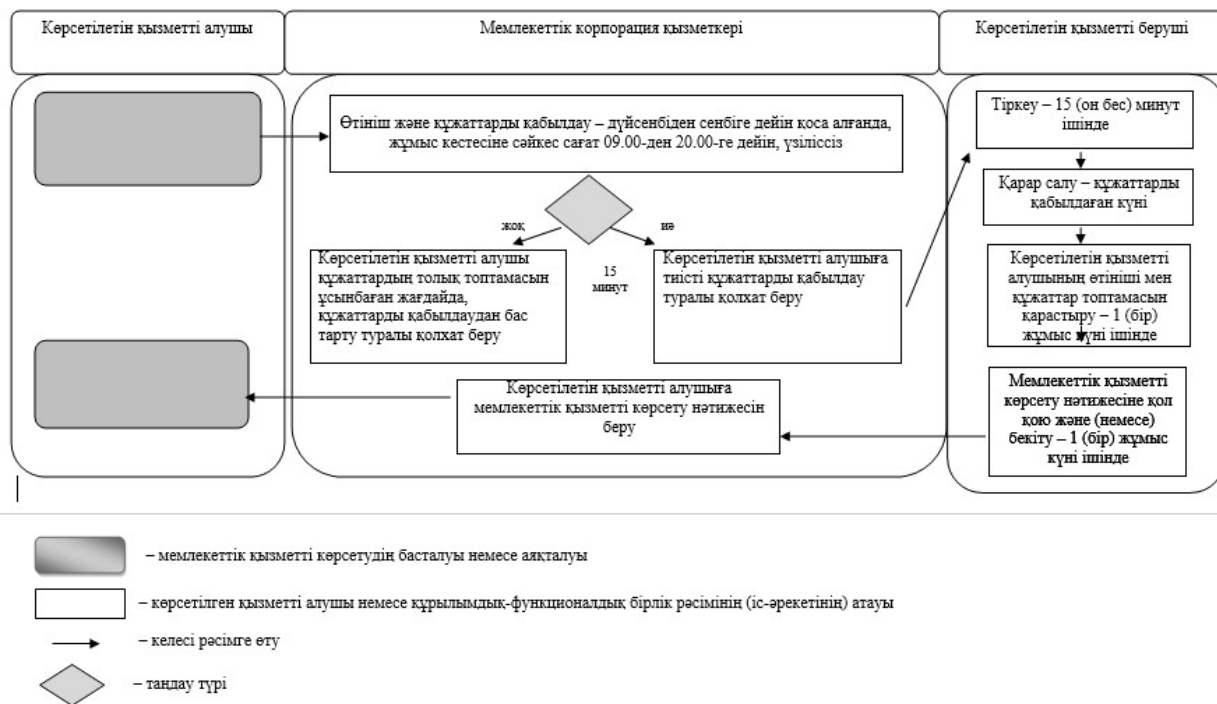 Көрсетілетін қызметті алушы
Мемлекеттік корпорация қызметкері
Көрсетілетін қызметті беруші
Өтініш және құжаттарды қабылдау – дүйсенбіден сенбіге дейін қоса алғанда,
жұмыс кестесіне сәйкес сағат 09.00-ден 20.00-ге дейін, үзіліссіз
жоқ
иә
Көрсетілетін қызметті алушы
құжаттардың толық топтамасын
ұсынбаған жағдайда,
құжаттарды қабылдаудан бас
тарту туралы қолхат беру
15
минут
Көрсетілетін қызметті алушыға
тиісті құжаттарды қабылдау
туралы қолхат беру
Тіркеу – 15 (он бес) минут
ішінде
Қарар салу – құжаттарды
қабылдаған күні
Көрсетілетін қызметті
алушының өтініші мен
құжаттар топтамасын
қарастыру – 1 (бір)
жұмыс күні ішінде
Мемлекеттік қызметті
көрсету нәтижесіне қол
қою және (немесе)
бекіту – 1 (бір) жұмыс
күні ішінде
Көрсетілетін қызметті алушыға
мемлекеттік қызметті көрсету нәтижесін
беру
– мемлекеттік қызметті көрсетудің басталуы немесе аяқталуы
– көрсетілген қызметті алушы немесе құрылымдық-функционалдық бірлік рәсімінің (іс-әрекетінің) атауы
– келесі рәсімге өту
– таңдау түрі